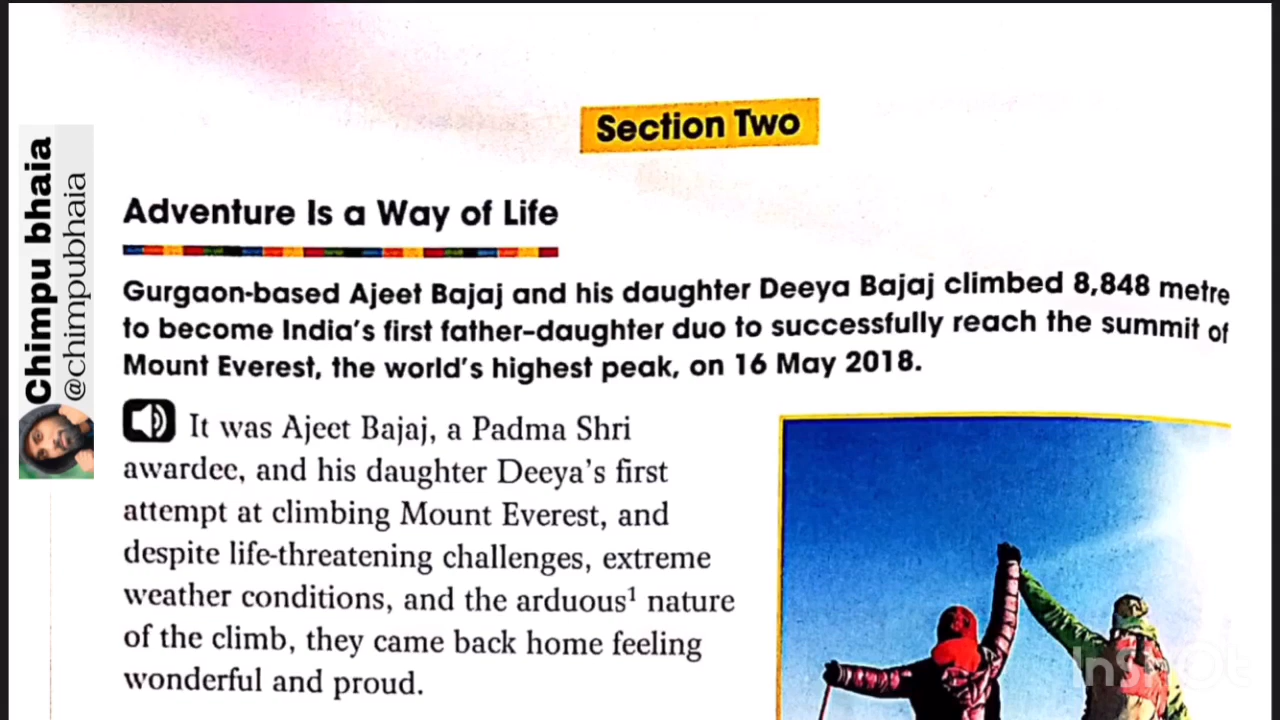 Section Two
Chimpu bhaia
@chimpubhaia
Adventure Is a Way of Life
Gurgaon-based Ajeet Bajaj and his daughter Deeya Bajaj climbed 8,848 metre
to become India's first father–daughter duo to successfully reach the summit of
Mount Everest, the world's highest peak, on 16 May 2018.
It was Ajeet Bajaj, a Padma Shri
awardee, and his daughter Deeya's first
attempt at climbing Mount Everest, and
despite life-threatening challenges, extreme
weather conditions, and the arduous¹ nature
of the climb, they came back home feeling
wonderful and proud.
InShOt